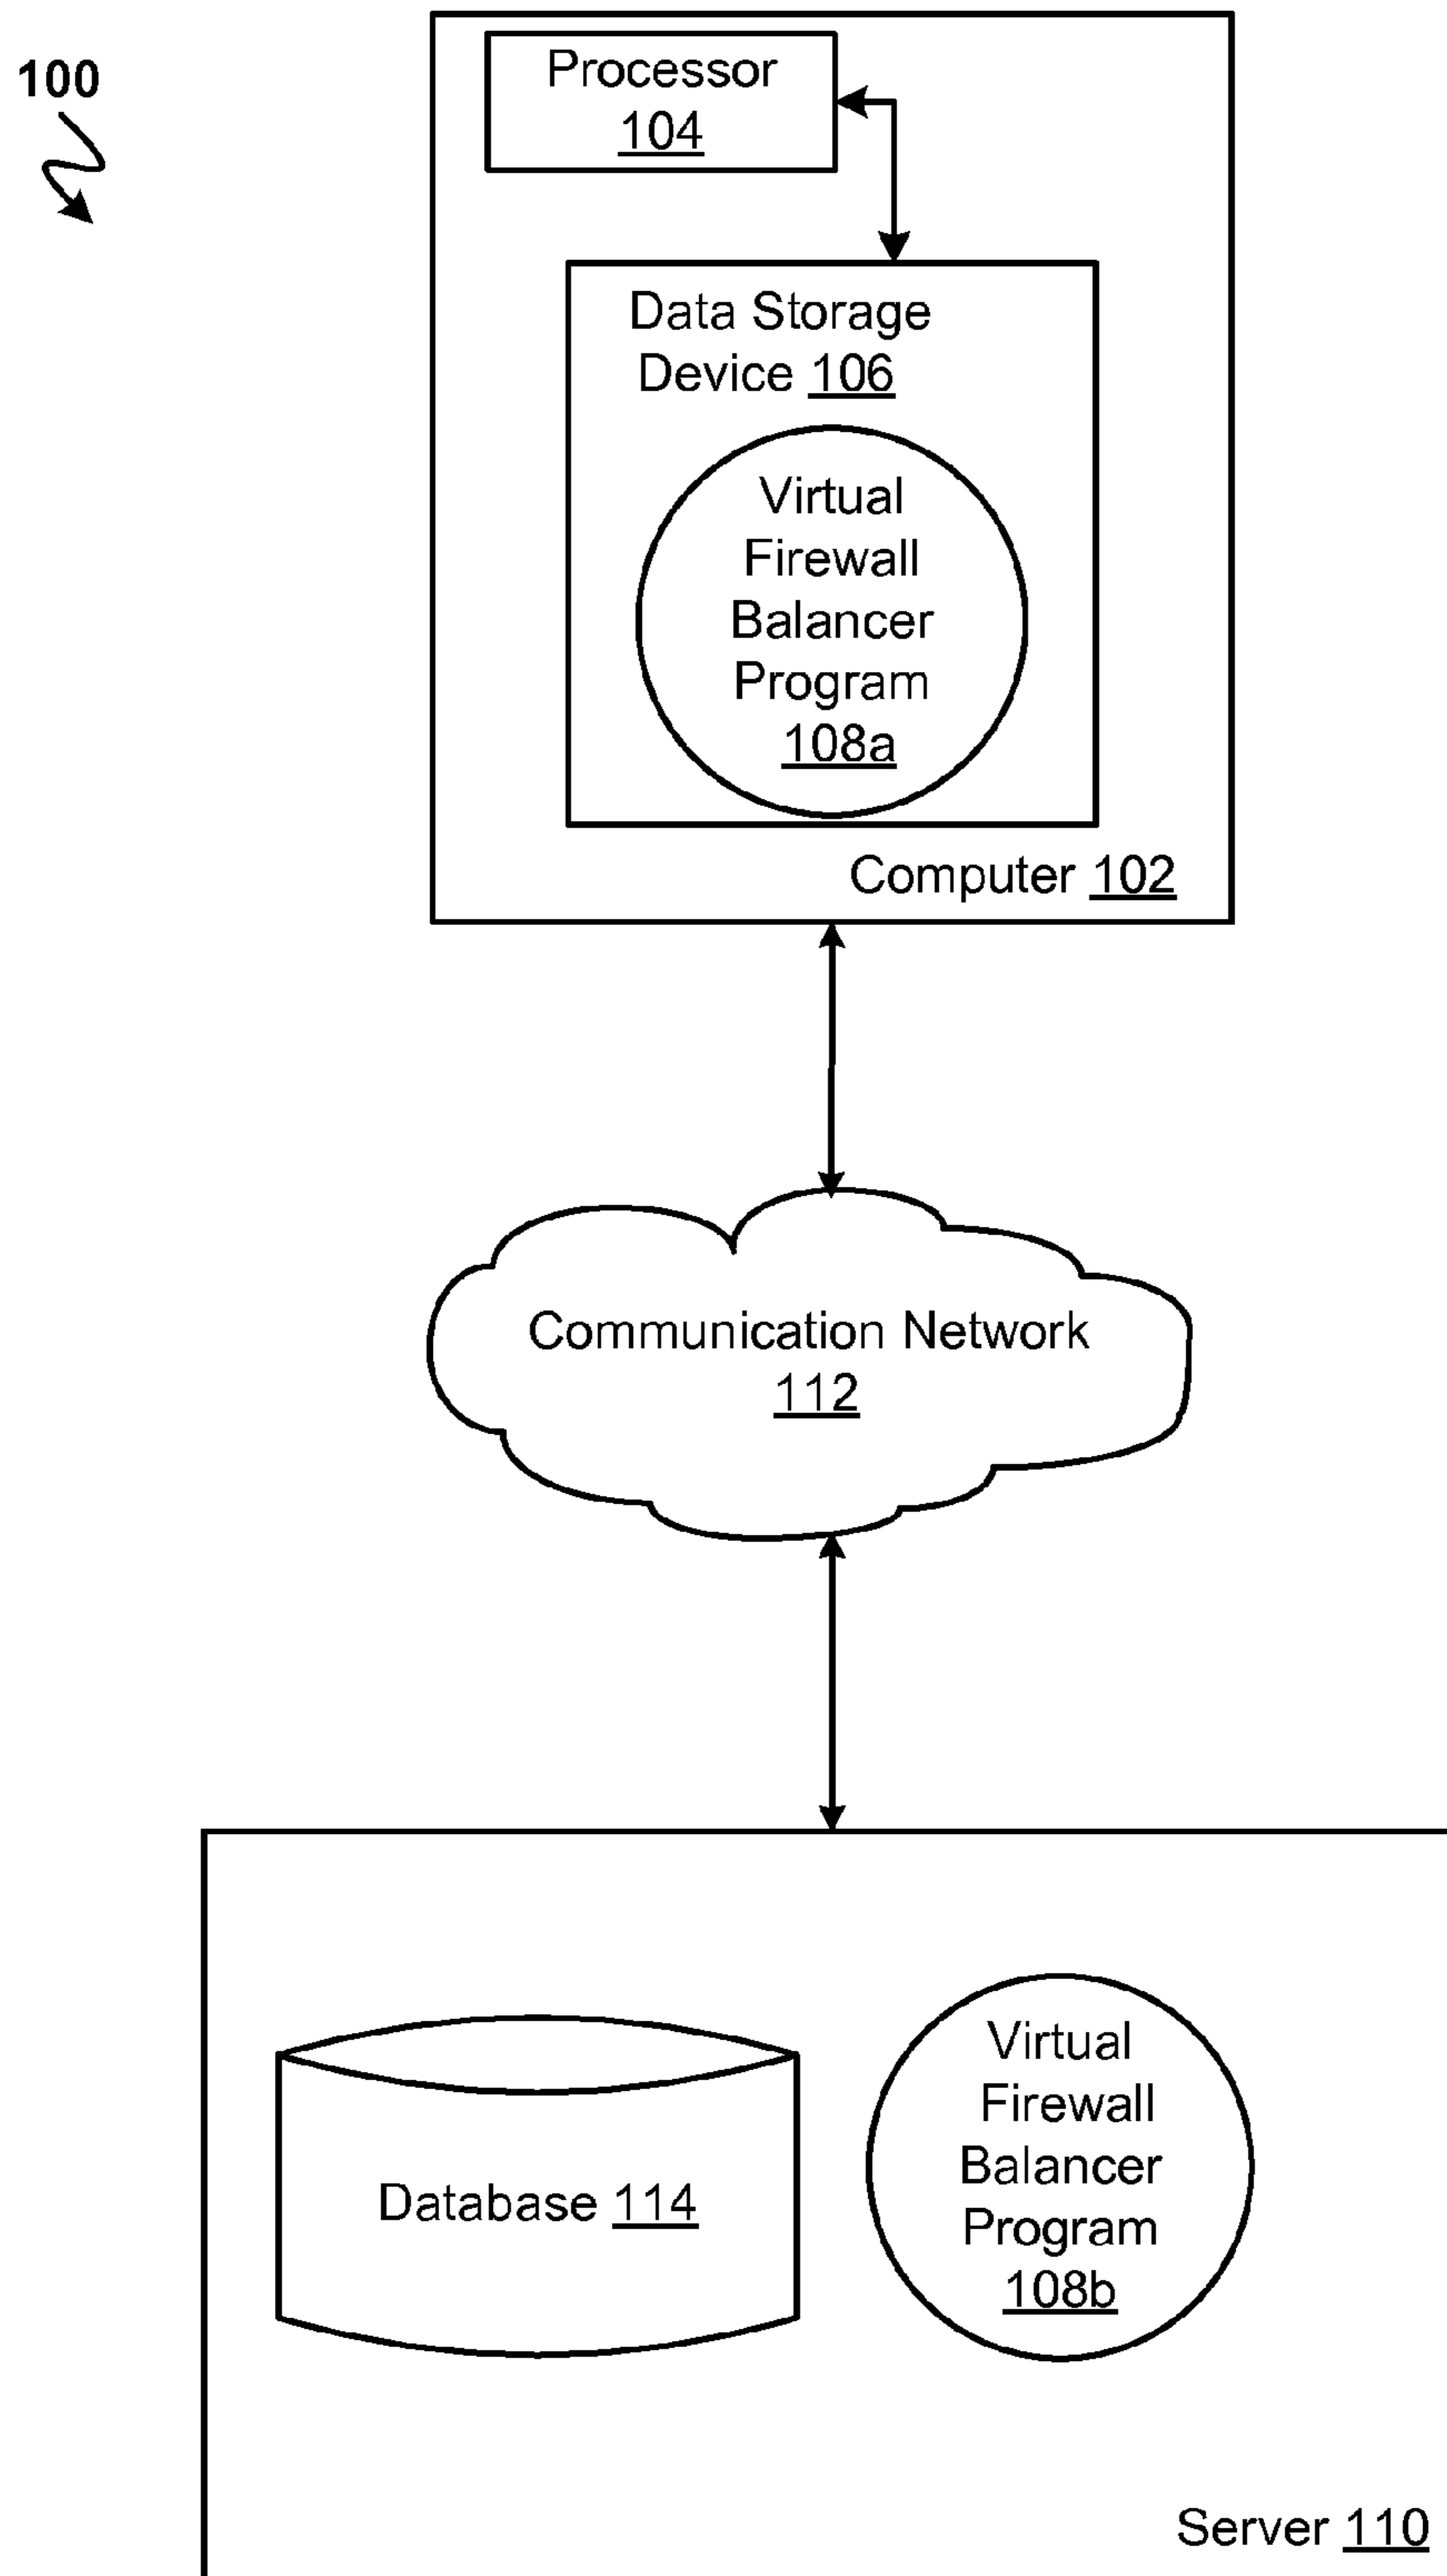 100
Processor
104
Data Storage
Device 106
Virtual
Firewall
Balancer
Program
108a
Computer 102
Communication Network
112
Database 114
Virtual
Firewall
Balancer
Program
108b
Server 110